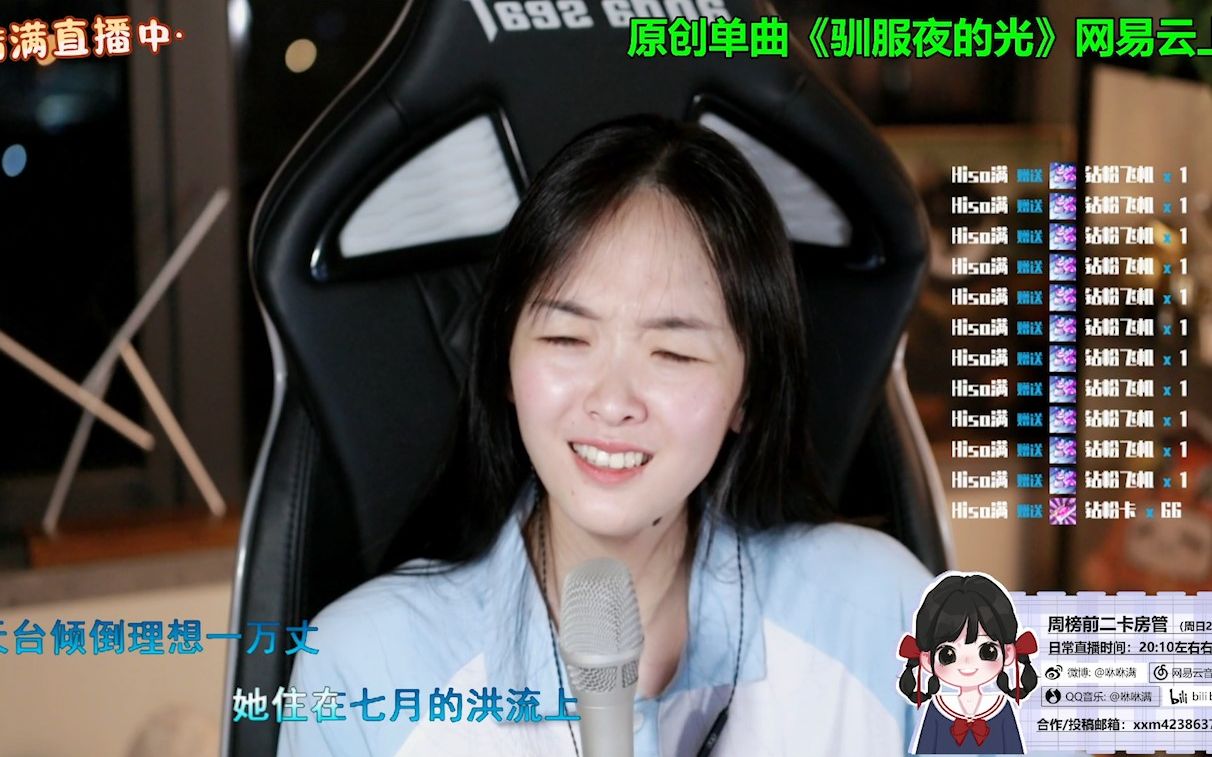 满直播中·
原创单曲《驯服夜的光》网易云上
Hiso满 赠送 钻粉飞机 x 1
Hiso满 赠送 钻粉飞机 x 1
Hiso满 赠送 钻粉飞机 x 1
Hiso满 赠送 钻粉飞机 x 1
Hiso满 赠送 钻粉飞机 x 1
Hiso满 赠送 钻粉飞机 x 1
Hiso满 赠送 钻粉飞机 x 1
Hiso满 赠送 钻粉飞机 x 1
Hiso满 赠送 钻粉飞机 x 1
Hiso满 赠送 钻粉飞机 x 1
Hiso满 赠送 钻粉飞机 x 1
Hiso满 赠送 钻粉卡 x 66
天台倾倒理想一万丈
她住在七月的洪流上
周榜前二卡房管 (周日2
日常直播时间：20:10左右
微博: @咻咻满 网易云音
QQ音乐: @咻咻满 bili b
合作/投稿邮箱：xxm4238637